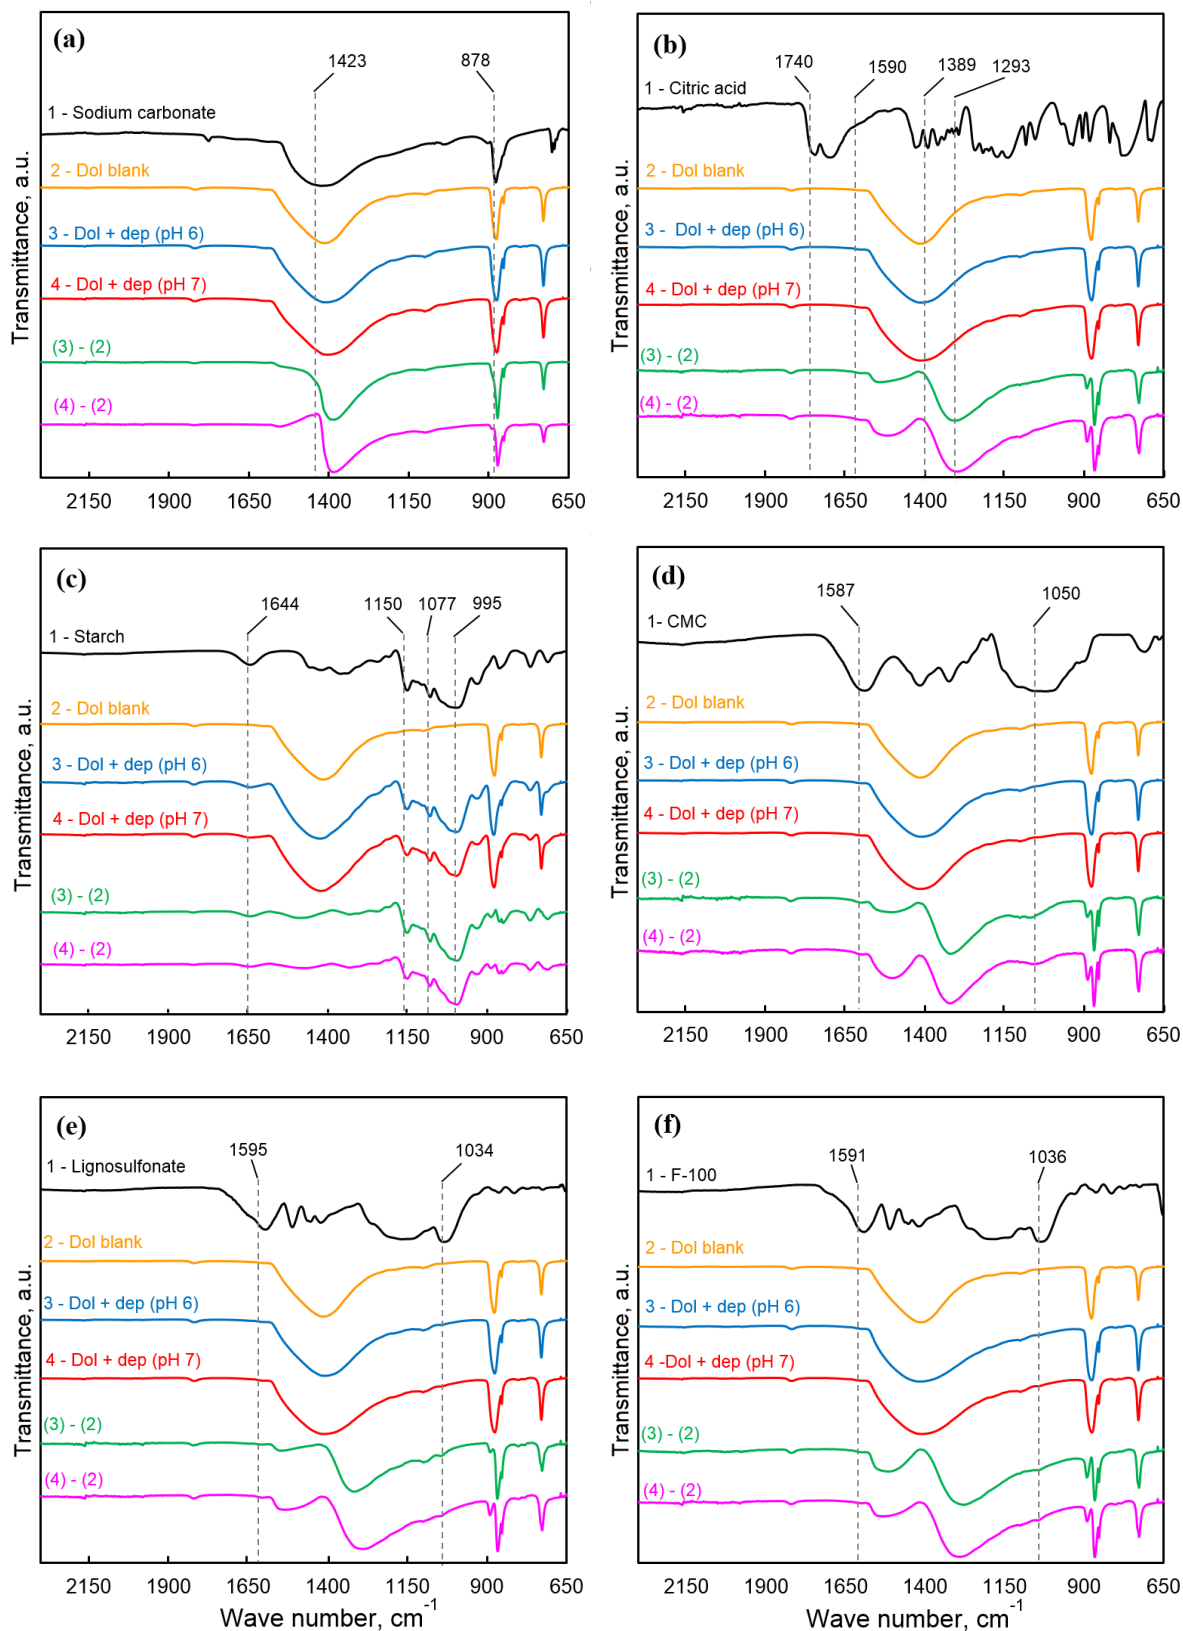 (a)
1423
878
1 - Sodium carbonate
2 - Dol blank
3 - Dol + dep (pH 6)
4 - Dol + dep (pH 7)
(3) - (2)
(4) - (2)
Transmittance, a.u.
2150 1900 1650 1400 1150 900 650
(b)
1740
1590
1389
1293
1 - Citric acid
2 - Dol blank
3 - Dol + dep (pH 6)
4 - Dol + dep (pH 7)
(3) - (2)
(4) - (2)
Transmittance, a.u.
2150 1900 1650 1400 1150 900 650
(c)
1644
1150
1077
995
1 - Starch
2 - Dol blank
3 - Dol + dep (pH 6)
4 - Dol + dep (pH 7)
(3) - (2)
(4) - (2)
Transmittance, a.u.
2150 1900 1650 1400 1150 900 650
(d)
1587
1050
1- CMC
2 - Dol blank
3 - Dol + dep (pH 6)
4 - Dol + dep (pH 7)
(3) - (2)
(4) - (2)
Transmittance, a.u.
2150 1900 1650 1400 1150 900 650
(e)
1595
1034
1 - Lignosulfonate
2 - Dol blank
3 - Dol + dep (pH 6)
4 - Dol + dep (pH 7)
(3) - (2)
(4) - (2)
Transmittance, a.u.
2150 1900 1650 1400 1150 900 650
Wave number, cm⁻¹
(f)
1591
1036
1 - F-100
2 - Dol blank
3 - Dol + dep (pH 6)
4 -Dol + dep (pH 7)
(3) - (2)
(4) - (2)
Transmittance, a.u.
2150 1900 1650 1400 1150 900 650
Wave number, cm⁻¹